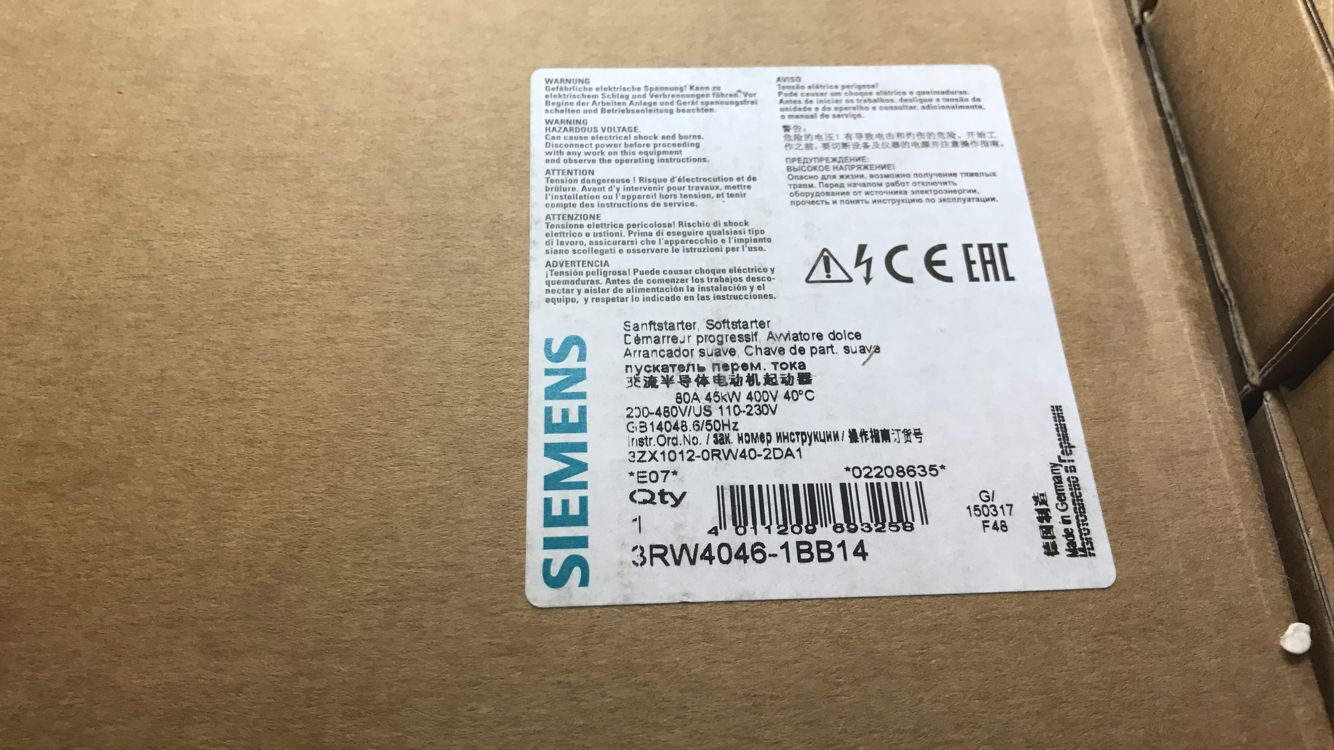 WARNUNG
Gefährliche elektrische Spannung! Kann zu
elektrischem Schlag und Verbrennungen führen. Vor
Beginn der Arbeiten Anlage und Gerät spannungsfrei
schalten und Betriebsanleitung beachten.
WARNING
HAZARDOUS VOLTAGE.
Can cause electrical shock and burns.
Disconnect power before proceeding
with any work on this equipment
and observe the operating instructions.
ATTENTION
Tension dangereuse ! Risque d'électrocution et de
brûlure. Avant d'y intervenir pour travaux, mettre
l'installation ou l'appareil hors tension, et tenir
compte des instructions de service.
ATTENZIONE
Tensione elettrica pericolosa! Rischio di shock
elettrico e ustioni. Prima di eseguire qualsiasi tipo
di lavoro, assicurarsi che l'apparecchio e l'impianto
siano scollegati e osservare le istruzioni per l'uso.
ADVERTENCIA
¡Tensión peligrosa! Puede causar choque eléctrico y
quemaduras. Antes de comenzar los trabajos desco-
nectar y aislar de alimentación la instalación y el
equipo, y respetar lo indicado en las instrucciones.
AVISO
Tensão elétrica perigosa!
Pode causar um choque elétrico e queimaduras.
Antes de iniciar os trabalhos, desligue a tensão da
unidade e do aparelho e consultar, adicionalmente,
o manual de serviço.
警告:
危险的电压!有导致电击和灼伤的危险。开始工
作之前,要切断设备及仪器的电源并注意操作指南。
ПРЕДУПРЕЖДЕНИЕ:
ВЫСОКОЕ НАПРЯЖЕНИЕ!
Опасно для жизни, возможно получение тяжелых
травм. Перед началом работ отключить
оборудование от источника электроэнергии,
прочесть и понять инструкцию по эксплуатации.
CE EAC
SIEMENS
Sanftstarter, Softstarter
Démarreur progressif, Avviatore dolce
Arrancador suave, Chave de part. suave
пускатель перем. тока
流半导体电动机起动器
80A 45kW 400V 40°C
200-480V/US 110-230V
GB14048.6/50Hz
Instr.Ord.No. / зак. номер инструкции / 操作指南订货号
3ZX1012-0RW40-2DA1
*E07* *02208635*
Qty
1
4 011209 693258
G/
150317
F48
3RW4046-1BB14
德国制造
Made in Germany
Изготовлено в Германии